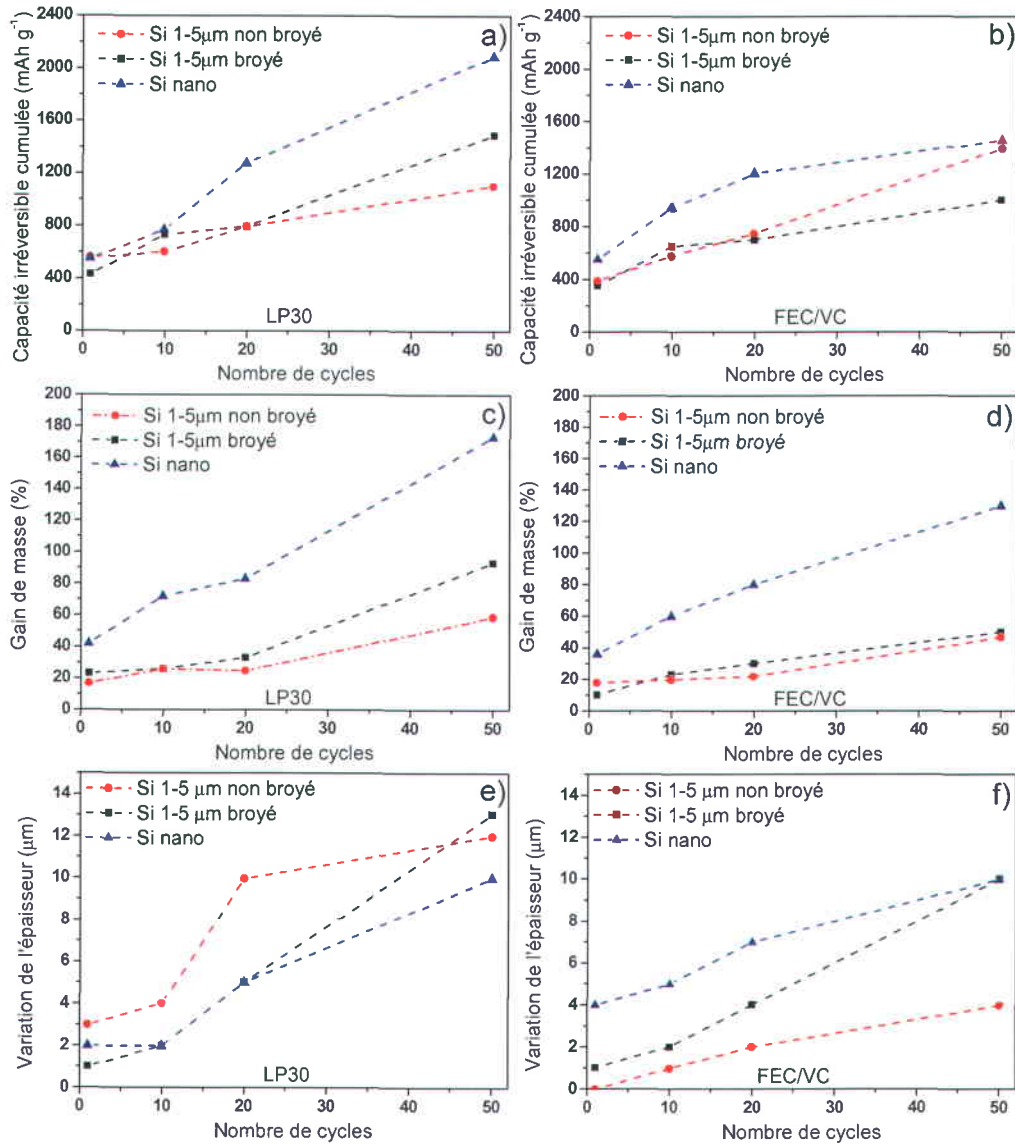 Capacité irréversible cumulée (mAh g⁻¹)
2400
2000
1600
1200
800
400
0
Si 1-5µm non broyé
Si 1-5µm broyé
Si nano
a)
LP30
0 10 20 30 40 50
Nombre de cycles
Capacité irréversible cumulée (mAh g⁻¹)
2400
2000
1600
1200
800
400
0
Si 1-5µm non broyé
Si 1-5µm broyé
Si nano
b)
FEC/VC
0 10 20 30 40 50
Nombre de cycles
Gain de masse (%)
200
180
160
140
120
100
80
60
40
20
0
Si 1-5µm non broyé
Si 1-5µm broyé
Si nano
c)
LP30
0 10 20 30 40 50
Nombre de cycles
Gain de masse (%)
200
180
160
140
120
100
80
60
40
20
0
Si 1-5µm non broyé
Si 1-5µm broyé
Si nano
d)
FEC/VC
0 10 20 30 40 50
Nombre de cycles
Variation de l'épaisseur (µm)
14
12
10
8
6
4
2
0
Si 1-5 µm non broyé
Si 1-5 µm broyé
Si nano
e)
LP30
0 10 20 30 40 50
Nombre de cycles
Variation de l'épaisseur (µm)
14
12
10
8
6
4
2
0
Si 1-5 µm non broyé
Si 1-5 µm broyé
Si nano
f)
FEC/VC
0 10 20 30 40 50
Nombre de cycles